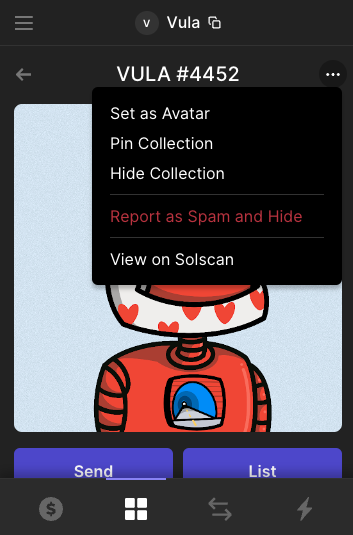 V Vula
VULA #4452
Set as Avatar
Pin Collection
Hide Collection
Report as Spam and Hide
View on Solscan
Send List